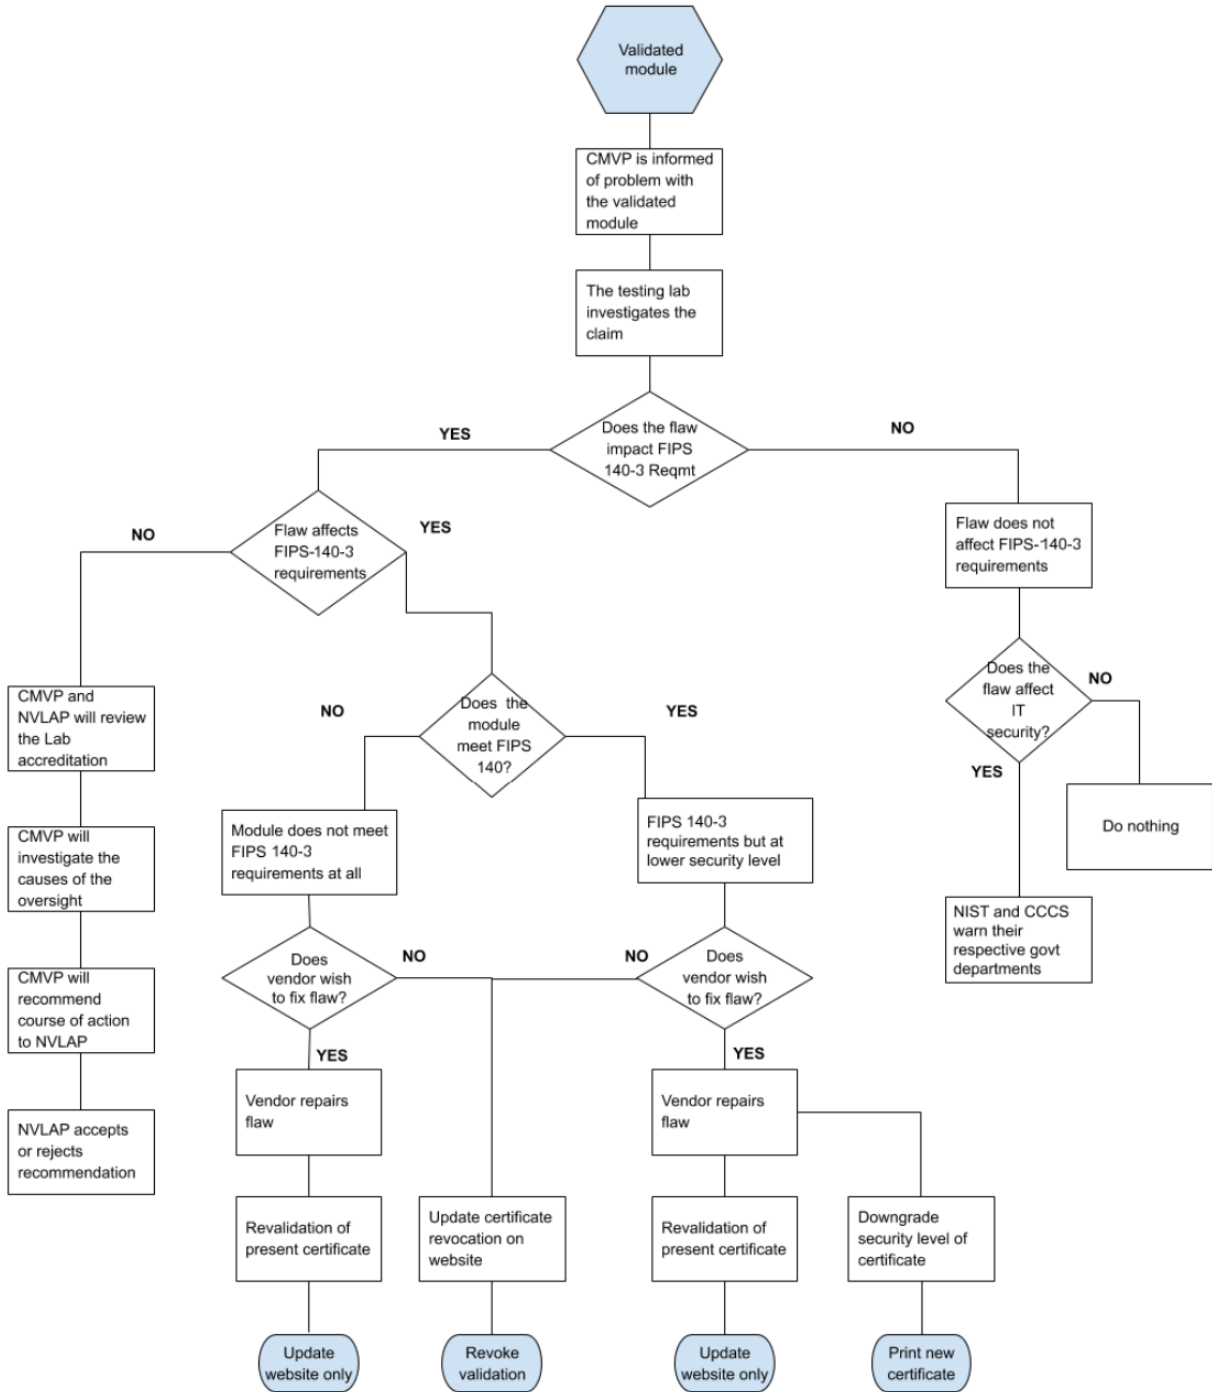 Validated
module
CMVP is informed
of problem with
the validated
module
The testing lab
investigates the
claim
Does the flaw
impact FIPS
140-3 Reqmt
YES
NO
Flaw affects
FIPS-140-3
requirements
NO
YES
Flaw does not
affect FIPS-140-3
requirements
Does the
flaw affect
IT
security?
NO
YES
CMVP and
NVLAP will review
the Lab
accreditation
Does the
module
meet FIPS
140?
NO
YES
Do nothing
CMVP will
investigate the
causes of the
oversight
Module does not meet
FIPS 140-3
requirements at all
FIPS 140-3
requirements but at
lower security level
NIST and CCCS
warn their
respective govt
departments
CMVP will
recommend
course of action
to NVLAP
Does
vendor wish
to fix flaw?
NO
NO
Does
vendor wish
to fix flaw?
YES
YES
NVLAP accepts
or rejects
recommendation
Vendor repairs
flaw
Vendor repairs
flaw
Revalidation of
present certificate
Update certificate
revocation on
website
Revalidation of
present certificate
Downgrade
security level of
certificate
Update
website only
Revoke
validation
Update
website only
Print new
certificate